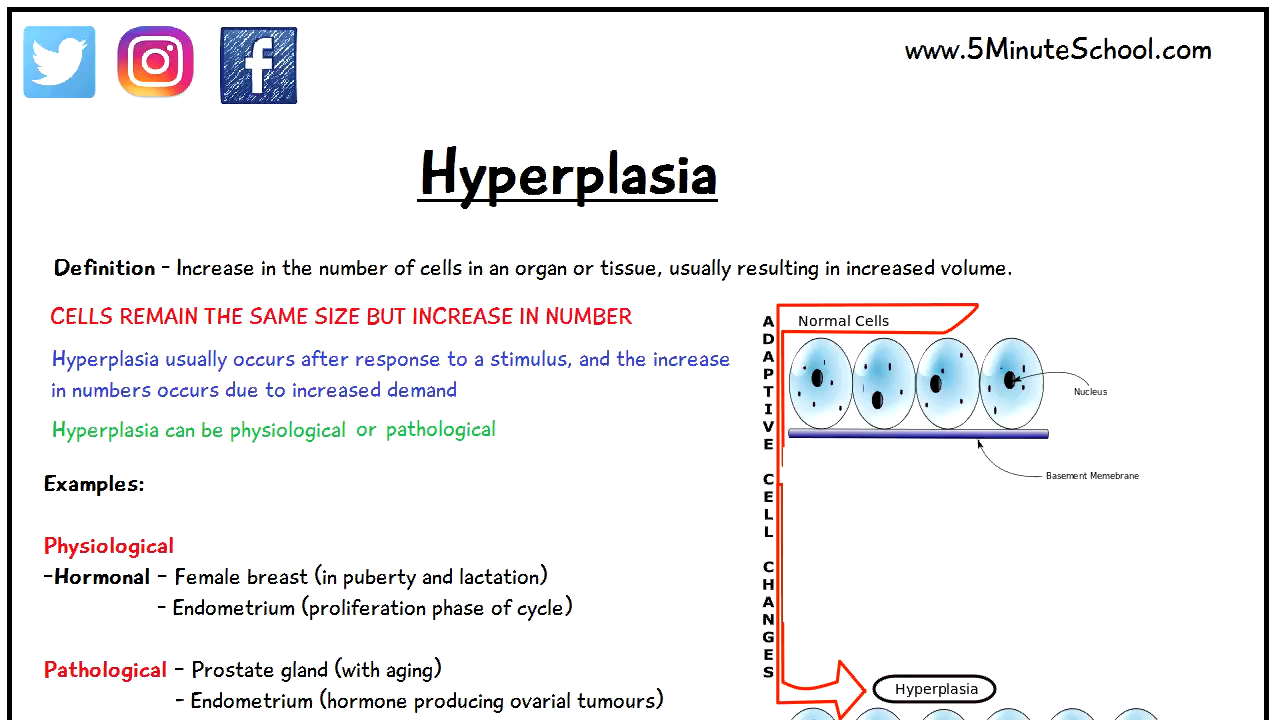 www.5MinuteSchool.com
Hyperplasia
Definition - Increase in the number of cells in an organ or tissue, usually resulting in increased volume.
CELLS REMAIN THE SAME SIZE BUT INCREASE IN NUMBER
Hyperplasia usually occurs after response to a stimulus, and the increase
in numbers occurs due to increased demand
Hyperplasia can be physiological or pathological
Examples:
Physiological
-Hormonal - Female breast (in puberty and lactation)
- Endometrium (proliferation phase of cycle)
Pathological - Prostate gland (with aging)
- Endometrium (hormone producing ovarial tumours)
ADAPTIVE CELL CHANGES
Normal Cells
Nucleus
Basement Memebrane
Hyperplasia